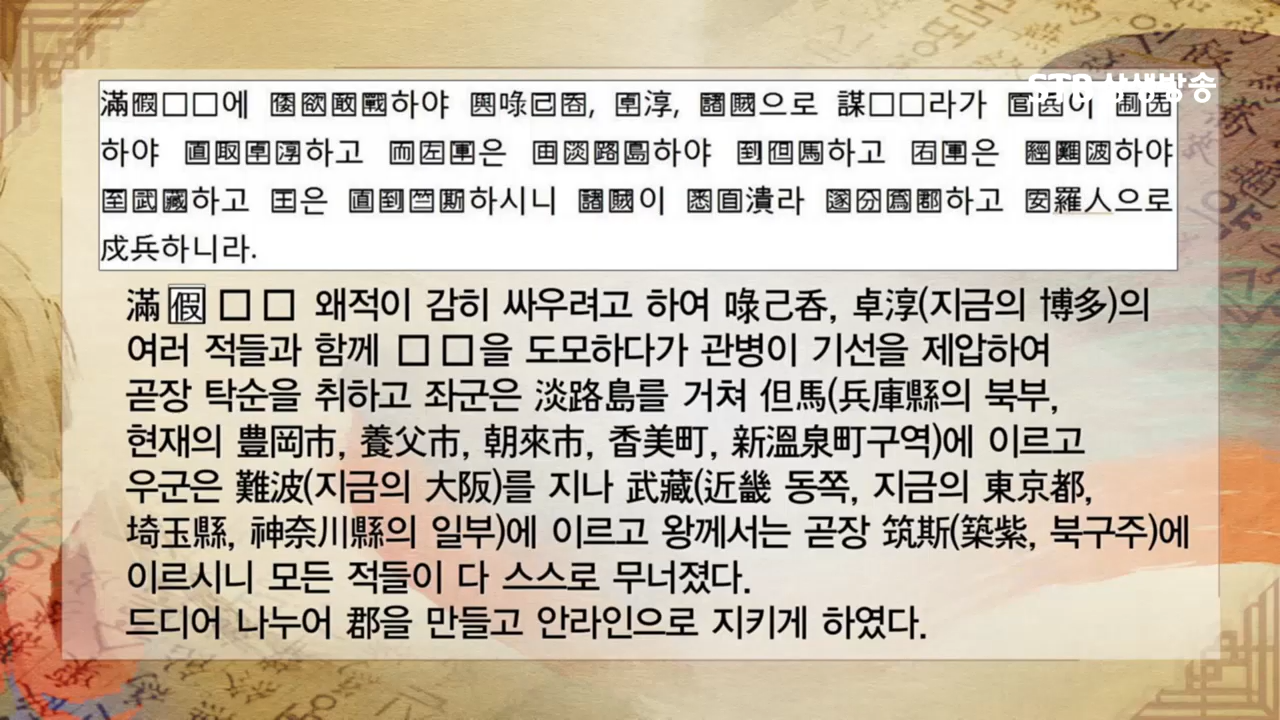 STB 상생방송
滿假□□에 倭欲敢戰하야 與喙己呑, 卓淳, 諸賊으로 謀□□라가 官兵이 制先
하야 直取卓淳하고 而左軍은 由淡路島하야 到但馬하고 右軍은 經難波하야
至武藏하고 王은 直到竺斯하시니 諸賊이 悉自潰라 遂分爲郡하고 安羅人으로
戍兵하니라.
滿假 □ □ 왜적이 감히 싸우려고 하여 喙己呑, 卓淳(지금의 博多)의
여러 적들과 함께 □ □을 도모하다가 관병이 기선을 제압하여
곧장 탁순을 취하고 좌군은 淡路島를 거쳐 但馬(兵庫縣의 북부,
현재의 豊岡市, 養父市, 朝來市, 香美町, 新溫泉町구역)에 이르고
우군은 難波(지금의 大阪)를 지나 武藏(近畿 동쪽, 지금의 東京都,
埼玉縣, 神奈川縣의 일부)에 이르고 왕께서는 곧장 筑斯(築紫, 북구주)에
이르시니 모든 적들이 다 스스로 무너졌다.
드디어 나누어 郡을 만들고 안라인으로 지키게 하였다.